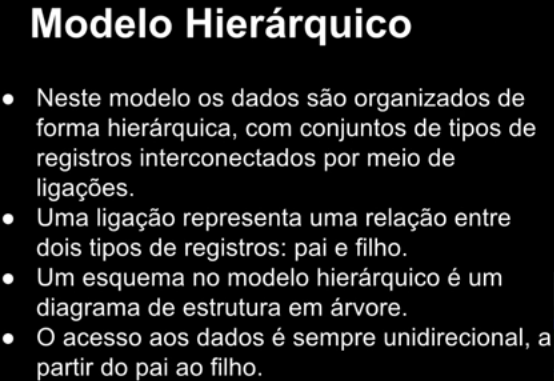 Modelo Hierárquico
● Neste modelo os dados são organizados de
forma hierárquica, com conjuntos de tipos de
registros interconectados por meio de
ligações.
● Uma ligação representa uma relação entre
dois tipos de registros: pai e filho.
● Um esquema no modelo hierárquico é um
diagrama de estrutura em árvore.
● O acesso aos dados é sempre unidirecional, a
partir do pai ao filho.